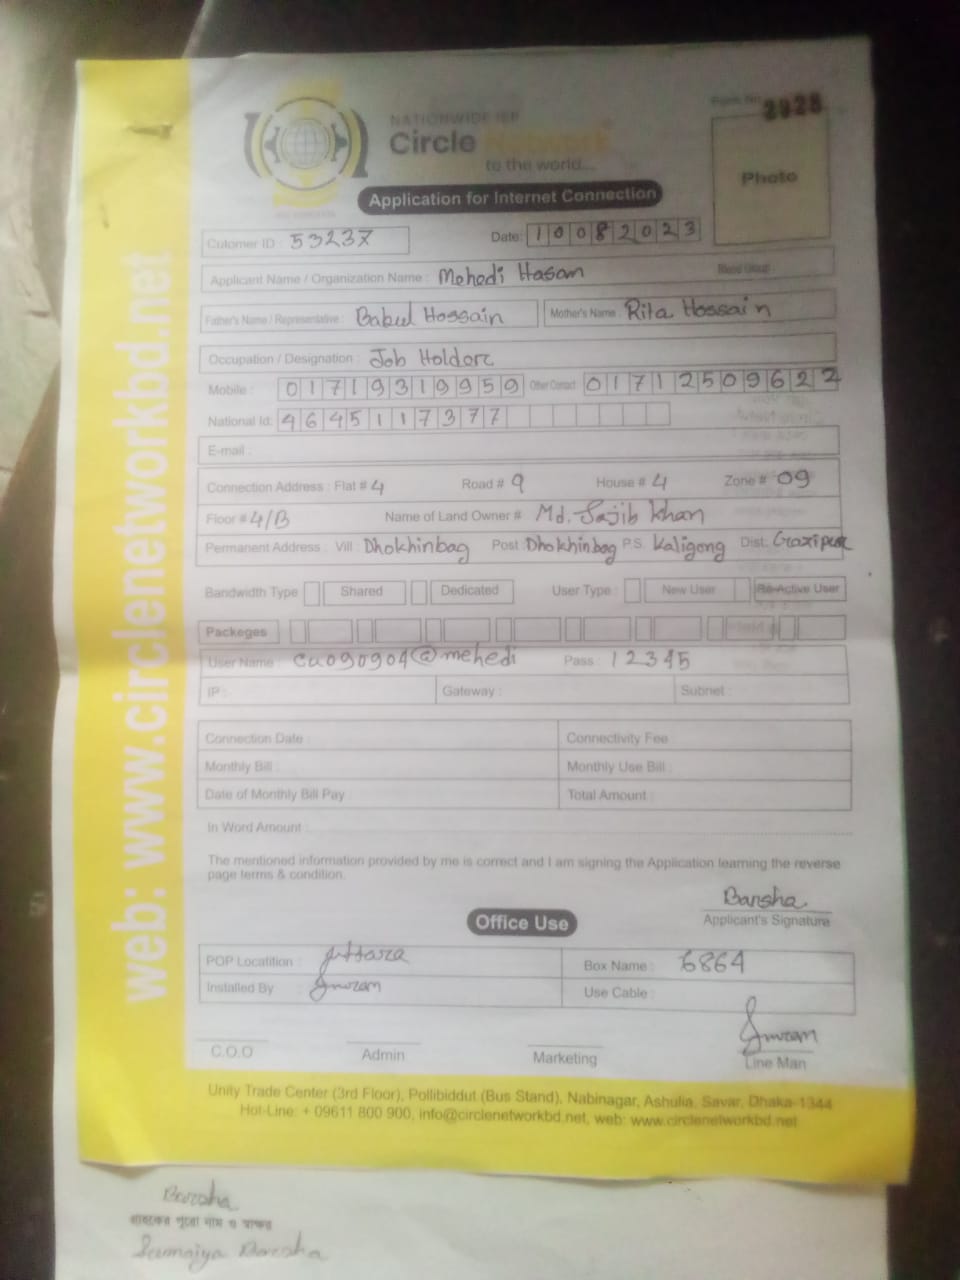 Form No 2928
NATIONWIDE ISP
Circle Network
to the world...
Photo
Application for Internet Connection
Cutomer ID : 53237 Date: 10082023
Applicant Name / Organization Name : Mehedi Hasan Blood Group :
Father's Name / Representative : Babul Hossain Mother's Name : Rita Hossain
Occupation / Designation : Job Holder
Mobile : 01719319959 Other Contact 01712509622
National Id: 4645117377
E-mail :
Connection Address : Flat # 4 Road # 9 House # 4 Zone # 09
Floor # 4/B Name of Land Owner # Md. Sajib Khan
Permanent Address : Vill : Dhokhinbag Post : Dhokhinbag P.S. Kaligong Dist. Gazipur
Bandwidth Type Shared Dedicated User Type : New User Re-Active User
Packeges
User Name : cu090904@mehedi Pass : 12345
IP : Gateway : Subnet :
Connection Date : Connectivity Fee
Monthly Bill : Monthly Use Bill :
Date of Monthly Bill Pay : Total Amount :
In Word Amount :
The mentioned information provided by me is correct and I am signing the Application learning the reverse
page terms & condition.
Barsha
Applicant's Signature
Office Use
POP Locatition : Uttara Box Name : 6864
Installed By : Imran Use Cable :
Imran
C.O.O Admin Marketing Line Man
Unity Trade Center (3rd Floor), Pollibiddut (Bus Stand), Nabinagar, Ashulia, Savar, Dhaka-1344
Hot-Line: + 09611 800 900, info@circlenetworkbd.net, web: www.circlenetworkbd.net
web: www.circlenetworkbd.net
Barsha
গ্রাহকের পুরো নাম ও স্বাক্ষর
Sumaiya Barsha